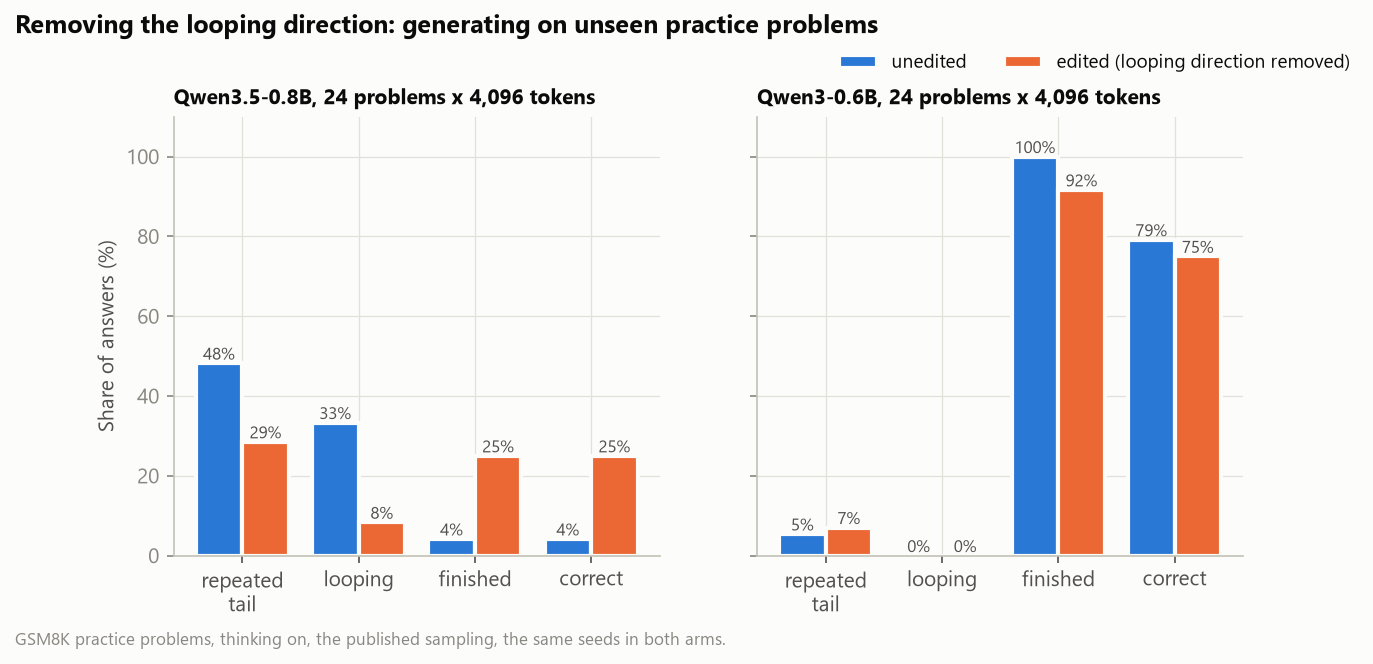 Removing the looping direction: generating on unseen practice problems
unedited
edited (looping direction removed)
Qwen3.5-0.8B, 24 problems x 4,096 tokens
Share of answers (%)
100
80
60
40
20
0
48%
29%
33%
8%
4%
25%
4%
25%
repeated
tail
looping
finished
correct
Qwen3-0.6B, 24 problems x 4,096 tokens
5%
7%
0%
0%
100%
92%
79%
75%
repeated
tail
looping
finished
correct
GSM8K practice problems, thinking on, the published sampling, the same seeds in both arms.